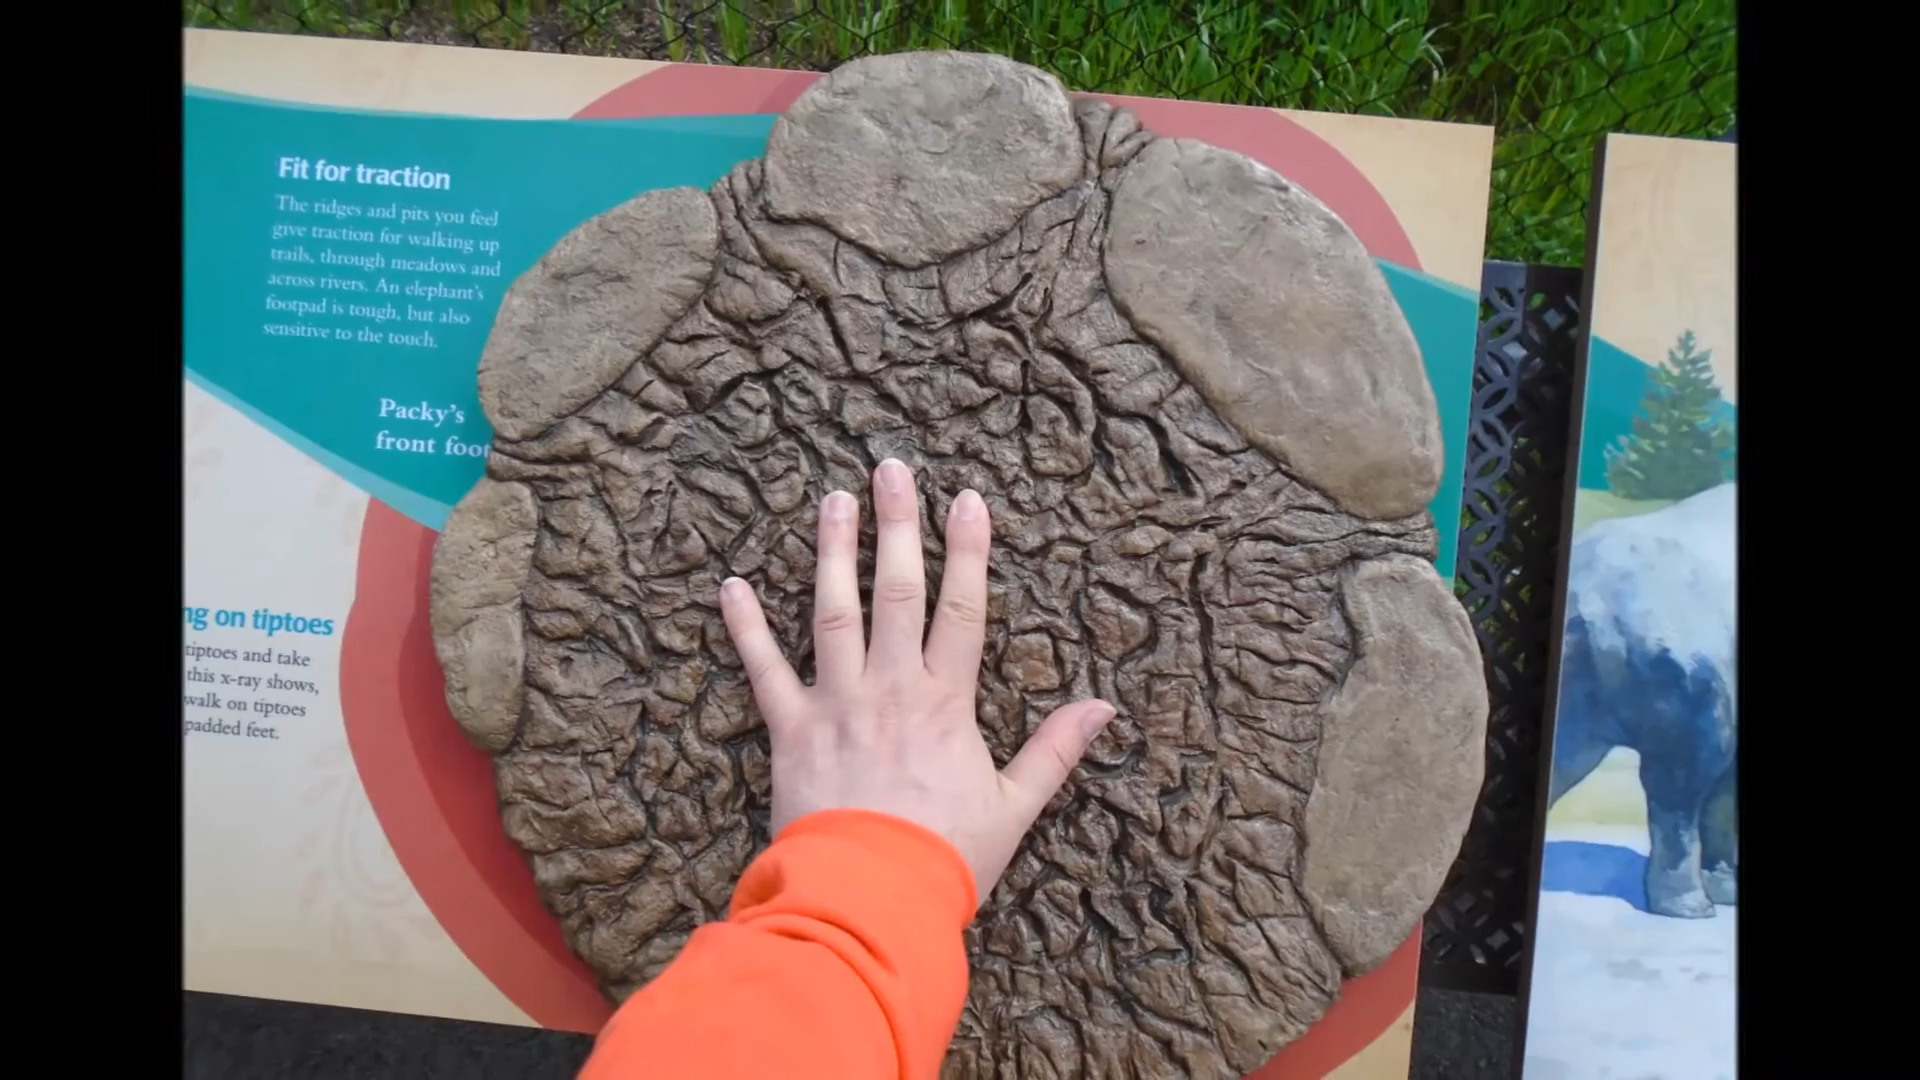 Fit for traction
The ridges and pits you feel
give traction for walking up
trails, through meadows and
across rivers. An elephant's
footpad is tough, but also
sensitive to the touch.
Packy's
front foot
on tiptoes
tiptoes and take
this x-ray shows,
walk on tiptoes
padded feet.